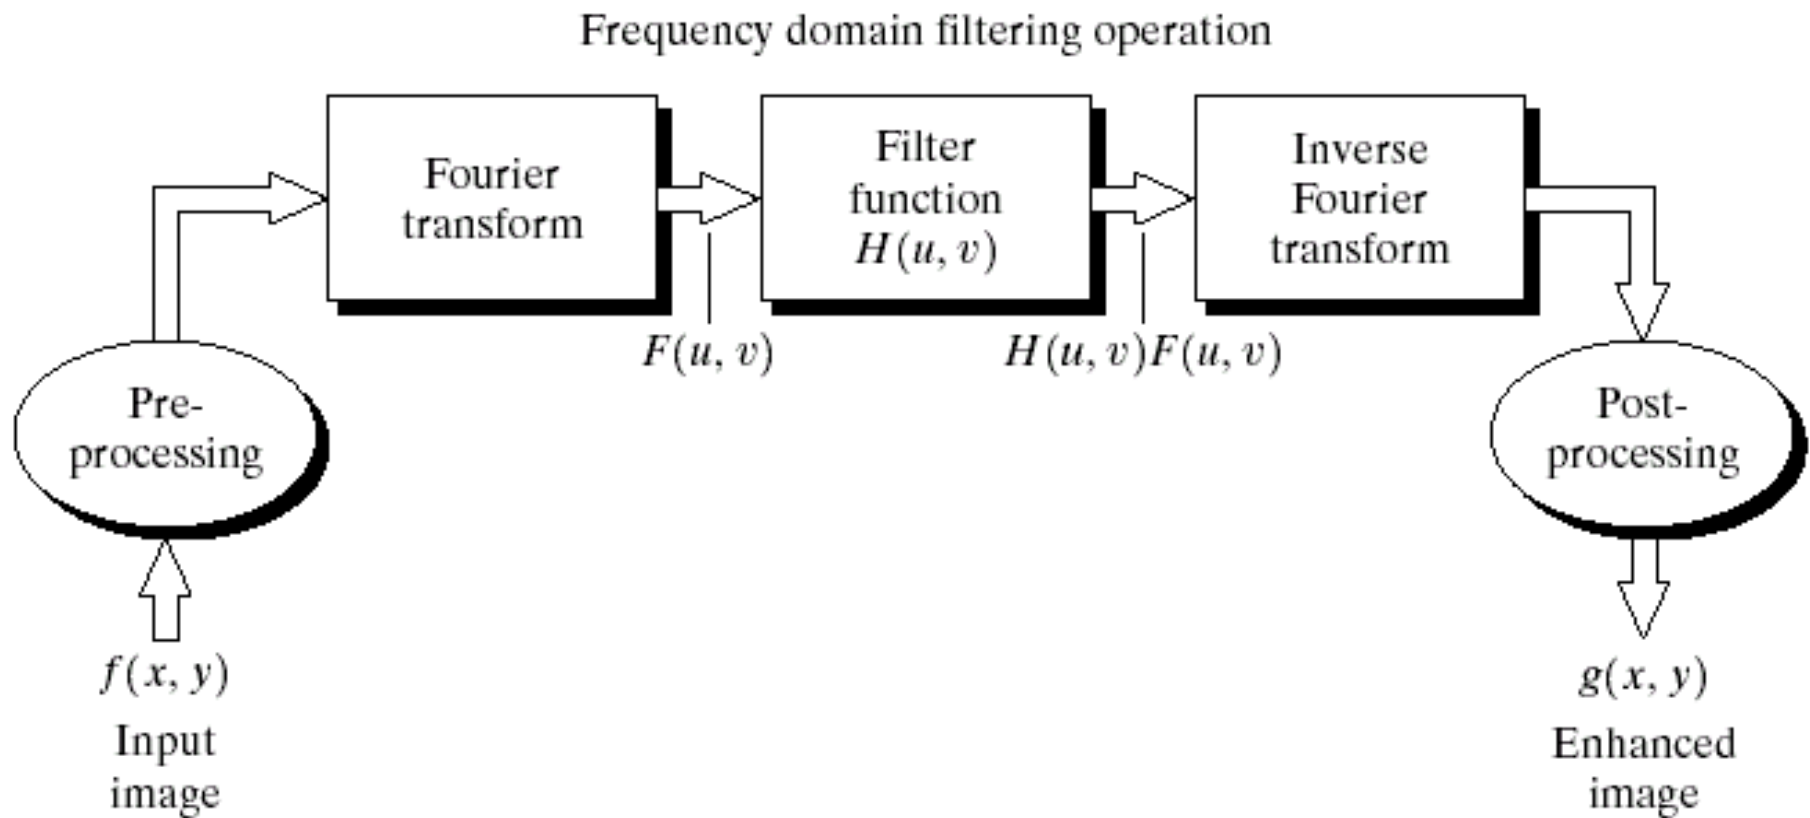 Frequency domain filtering operation
Fourier
transform
Filter
function
H(u, v)
Inverse
Fourier
transform
F(u, v)
H(u, v)F(u, v)
Pre-
processing
Post-
processing
f(x, y)
Input
image
g(x, y)
Enhanced
image